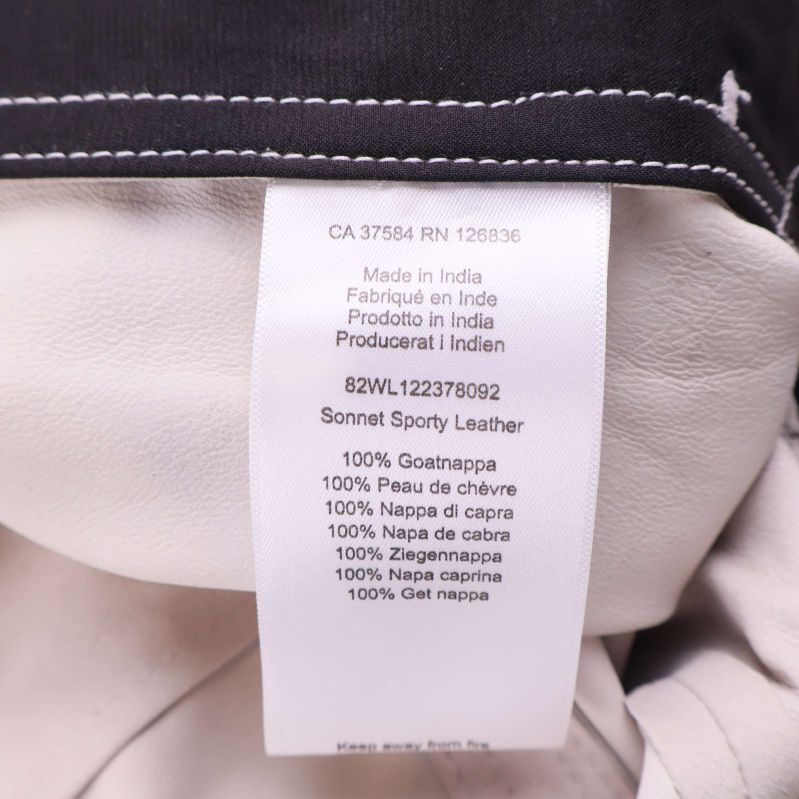 CA 37584 RN 126836
Made in India
Fabriqué en Inde
Prodotto in India
Producerat i Indien
82WL122378092
Sonnet Sporty Leather
100% Goatnappa
100% Peau de chèvre
100% Nappa di capra
100% Napa de cabra
100% Ziegennappa
100% Napa caprina
100% Get nappa
Keep away from fire